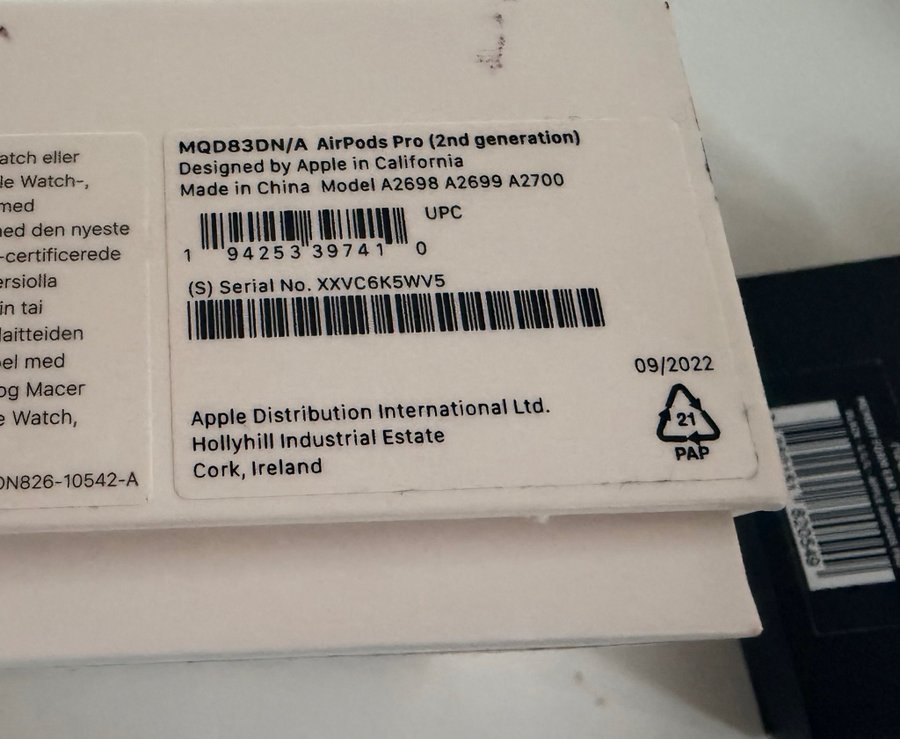 atch eller
le Watch-,
med
ned den nyeste
-certificerede
ersiolla
in tai
laitteiden
el med
og Macer
e Watch,
DN826-10542-A
MQD83DN/A AirPods Pro (2nd generation)
Designed by Apple in California
Made in China Model A2698 A2699 A2700
UPC
1 94253 39741 0
(S) Serial No. XXVC6K5WV5
09/2022
21
PAP
Apple Distribution International Ltd.
Hollyhill Industrial Estate
Cork, Ireland